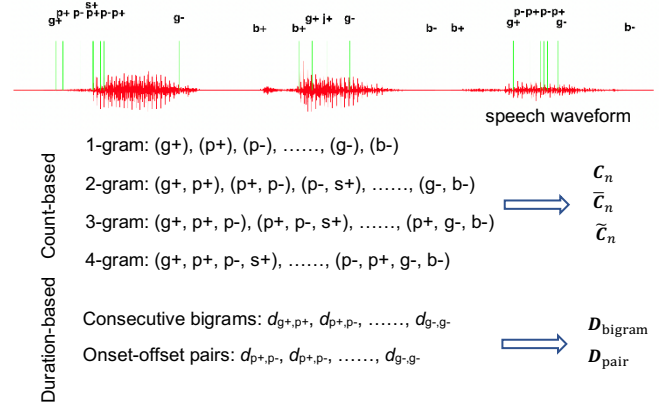 s+
p+ p- p+p-p+ g+ j+ p-p+p-p+
g+ g- b+ b+ g- b- b+ g+ g- b-
speech waveform
Count-based
1-gram: (g+), (p+), (p-), ……, (g-), (b-)
2-gram: (g+, p+), (p+, p-), (p-, s+), ……, (g-, b-)
3-gram: (g+, p+, p-), (p+, p-, s+), ……, (p+, g-, b-)
4-gram: (g+, p+, p-, s+), ……, (p-, p+, g-, b-)
C_n
C̅_n
C̃_n
Duration-based
Consecutive bigrams: d_g+,p+, d_p+,p-, ……, d_g-,g-
Onset-offset pairs: d_p+,p-, d_p+,p-, ……, d_g-,g-
D_bigram
D_pair